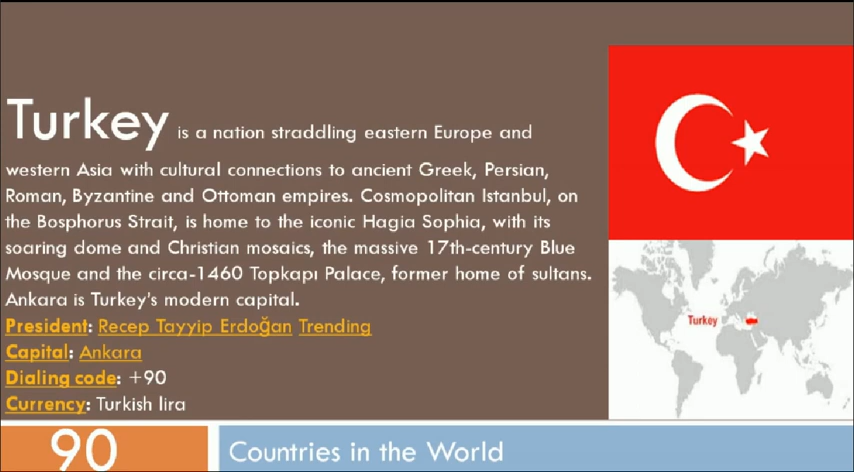 Turkey is a nation straddling eastern Europe and
western Asia with cultural connections to ancient Greek, Persian,
Roman, Byzantine and Ottoman empires. Cosmopolitan Istanbul, on
the Bosphorus Strait, is home to the iconic Hagia Sophia, with its
soaring dome and Christian mosaics, the massive 17th-century Blue
Mosque and the circa-1460 Topkapı Palace, former home of sultans.
Ankara is Turkey's modern capital.
President: Recep Tayyip Erdoğan Trending
Capital: Ankara
Dialing code: +90
Currency: Turkish lira
Turkey
90
Countries in the World